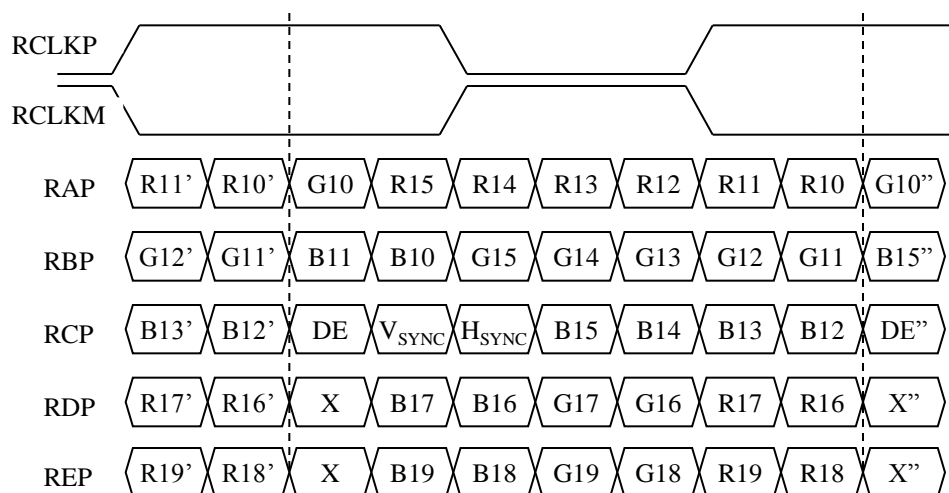 RCLKP
RCLKM
RAP R11’ R10’ G10 R15 R14 R13 R12 R11 R10 G10”
RBP G12’ G11’ B11 B10 G15 G14 G13 G12 G11 B15”
RCP B13’ B12’ DE VSYNC HSYNC B15 B14 B13 B12 DE”
RDP R17’ R16’ X B17 B16 G17 G16 R17 R16 X”
REP R19’ R18’ X B19 B18 G19 G18 R19 R18 X”